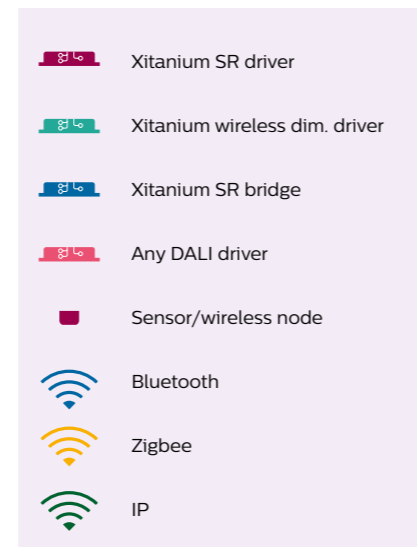 Xitanium SR driver
Xitanium wireless dim. driver
Xitanium SR bridge
Any DALI driver
Sensor/wireless node
Bluetooth
Zigbee
IP